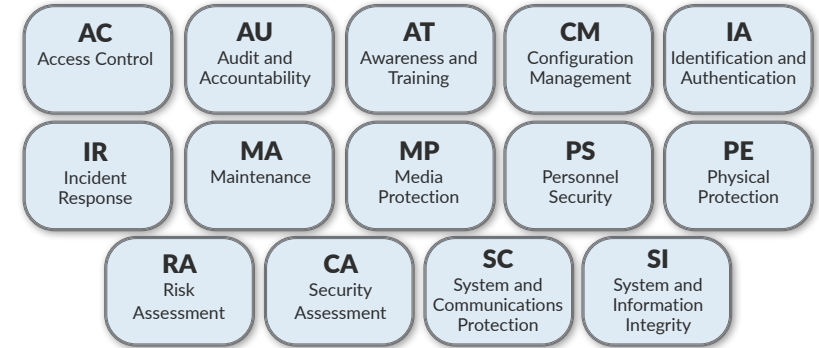 AC
Access Control
AU
Audit and
Accountability
AT
Awareness and
Training
CM
Configuration
Management
IA
Identification and
Authentication
IR
Incident
Response
MA
Maintenance
MP
Media
Protection
PS
Personnel
Security
PE
Physical
Protection
RA
Risk
Assessment
CA
Security
Assessment
SC
System and
Communications
Protection
SI
System and
Information
Integrity